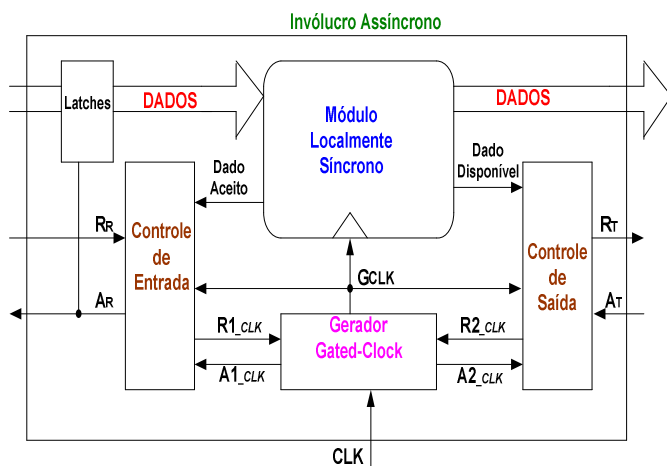 Invólucro Assíncrono
Latches
DADOS
DADOS
Módulo
Localmente
Síncrono
Dado
Aceito
Dado
Disponível
RR
Controle
de
Entrada
AR
GCLK
Controle
de
Saída
RT
AT
R1_CLK
A1_CLK
Gerador
Gated-Clock
R2_CLK
A2_CLK
CLK